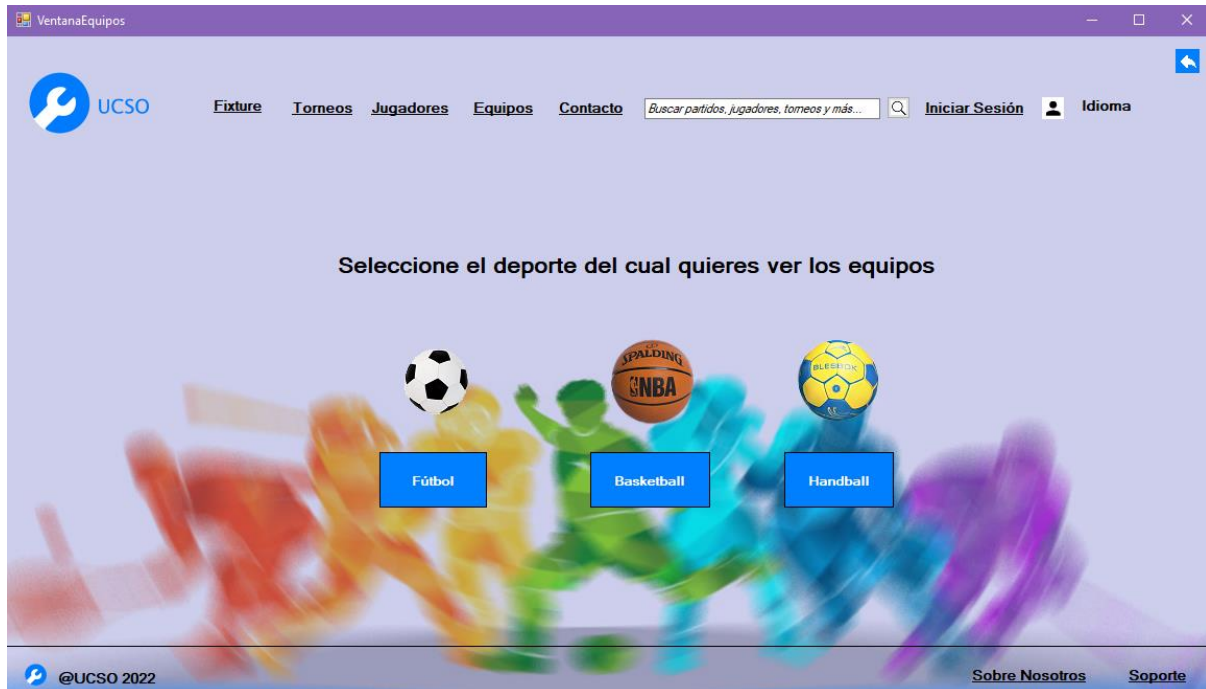 VentanaEquipos
UCSO
Fixture Torneos Jugadores Equipos Contacto Buscar partidos, jugadores, torneos y más... Iniciar Sesión Idioma
Seleccione el deporte del cual quieres ver los equipos
SPALDING
NBA
BLESBOK
Fútbol Basketball Handball
@UCSO 2022
Sobre Nosotros Soporte